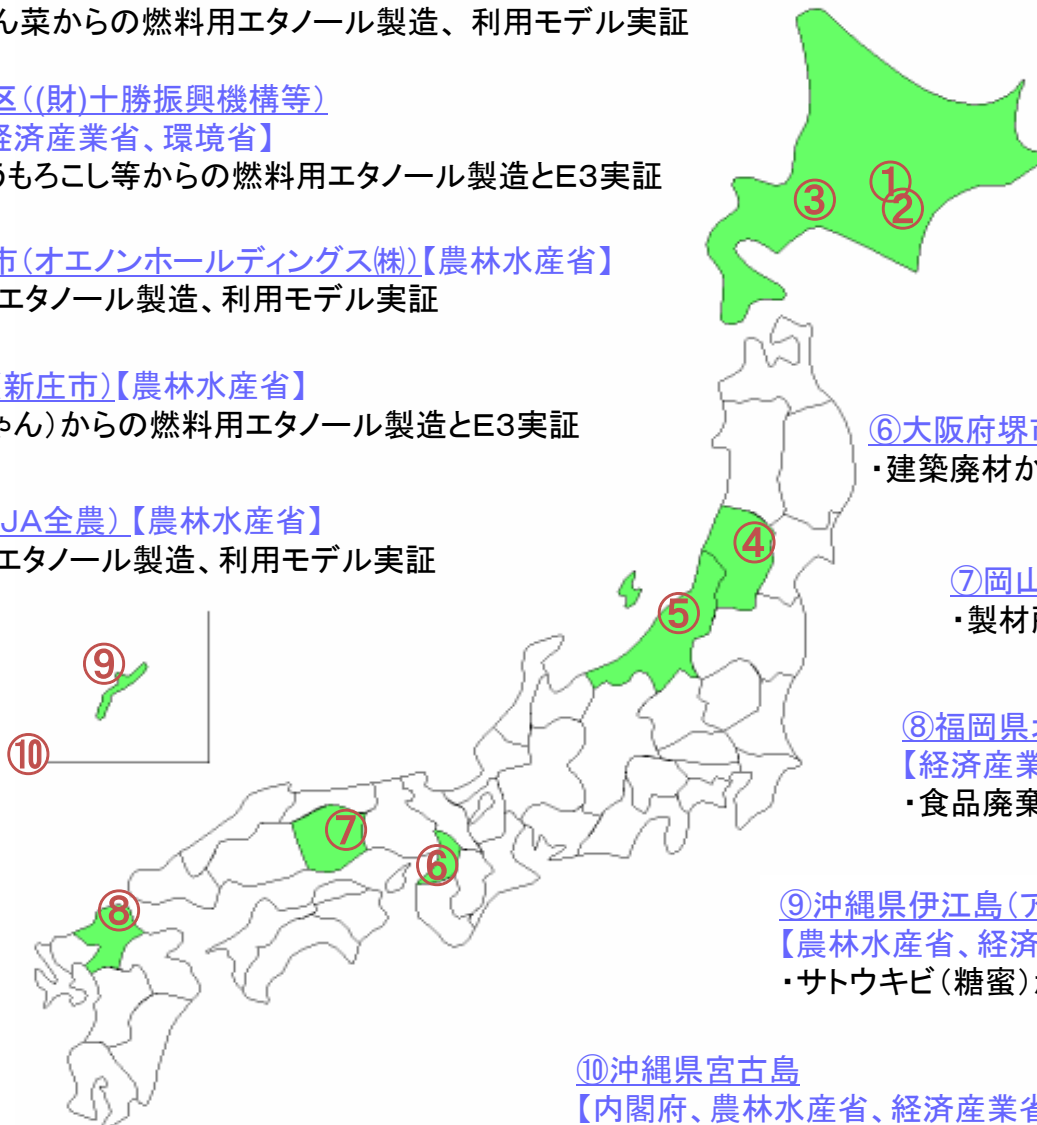 ん菜からの燃料用エタノール製造、利用モデル実証
区((財)十勝振興機構等)
経済産業省、環境省】
うもろこし等からの燃料用エタノール製造とE3実証
市(オエノンホールディングス㈱)【農林水産省】
エタノール製造、利用モデル実証
新庄市)【農林水産省】
ゃん)からの燃料用エタノール製造とE3実証
JA全農)【農林水産省】
エタノール製造、利用モデル実証
①
②
③
④
⑤
⑨
⑩
⑦
⑥
⑧
⑥大阪府堺市
・建築廃材か
⑦岡山
・製材所
⑧福岡県北
【経済産業
・食品廃棄
⑨沖縄県伊江島(ア
【農林水産省、経済
・サトウキビ(糖蜜)か
⑩沖縄県宮古島
【内閣府、農林水産省、経済産業省